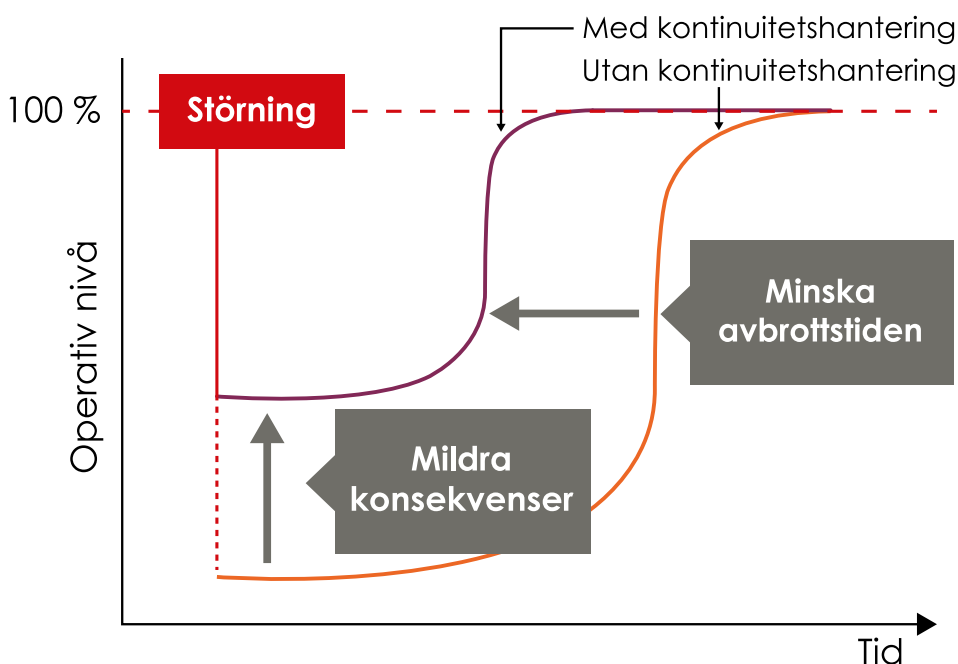 Med kontinuitetshantering
Utan kontinuitetshantering
100 %
Störning
Operativ nivå
Minska
avbrottstiden
Mildra
konsekvenser
Tid